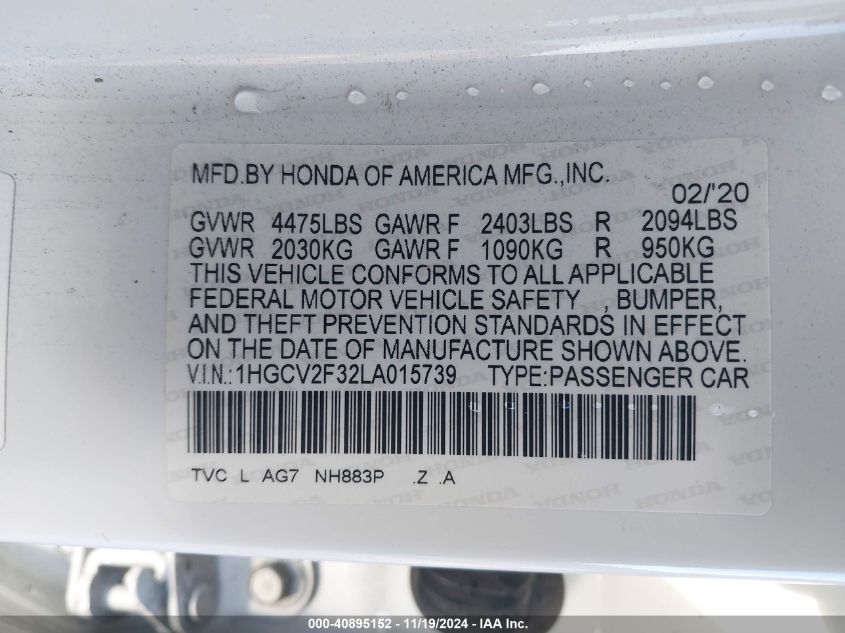 MFD.BY HONDA OF AMERICA MFG.,INC.
02/'20
GVWR 4475LBS GAWR F 2403LBS R 2094LBS
GVWR 2030KG GAWR F 1090KG R 950KG
THIS VEHICLE CONFORMS TO ALL APPLICABLE
FEDERAL MOTOR VEHICLE SAFETY , BUMPER,
AND THEFT PREVENTION STANDARDS IN EFFECT
ON THE DATE OF MANUFACTURE SHOWN ABOVE.
V.I.N.:1HGCV2F32LA015739 TYPE:PASSENGER CAR
TVC L AG7 NH883P .Z .A
000-40895152 — 11/19/2024 — Copyright © 2024 IAA, Inc.